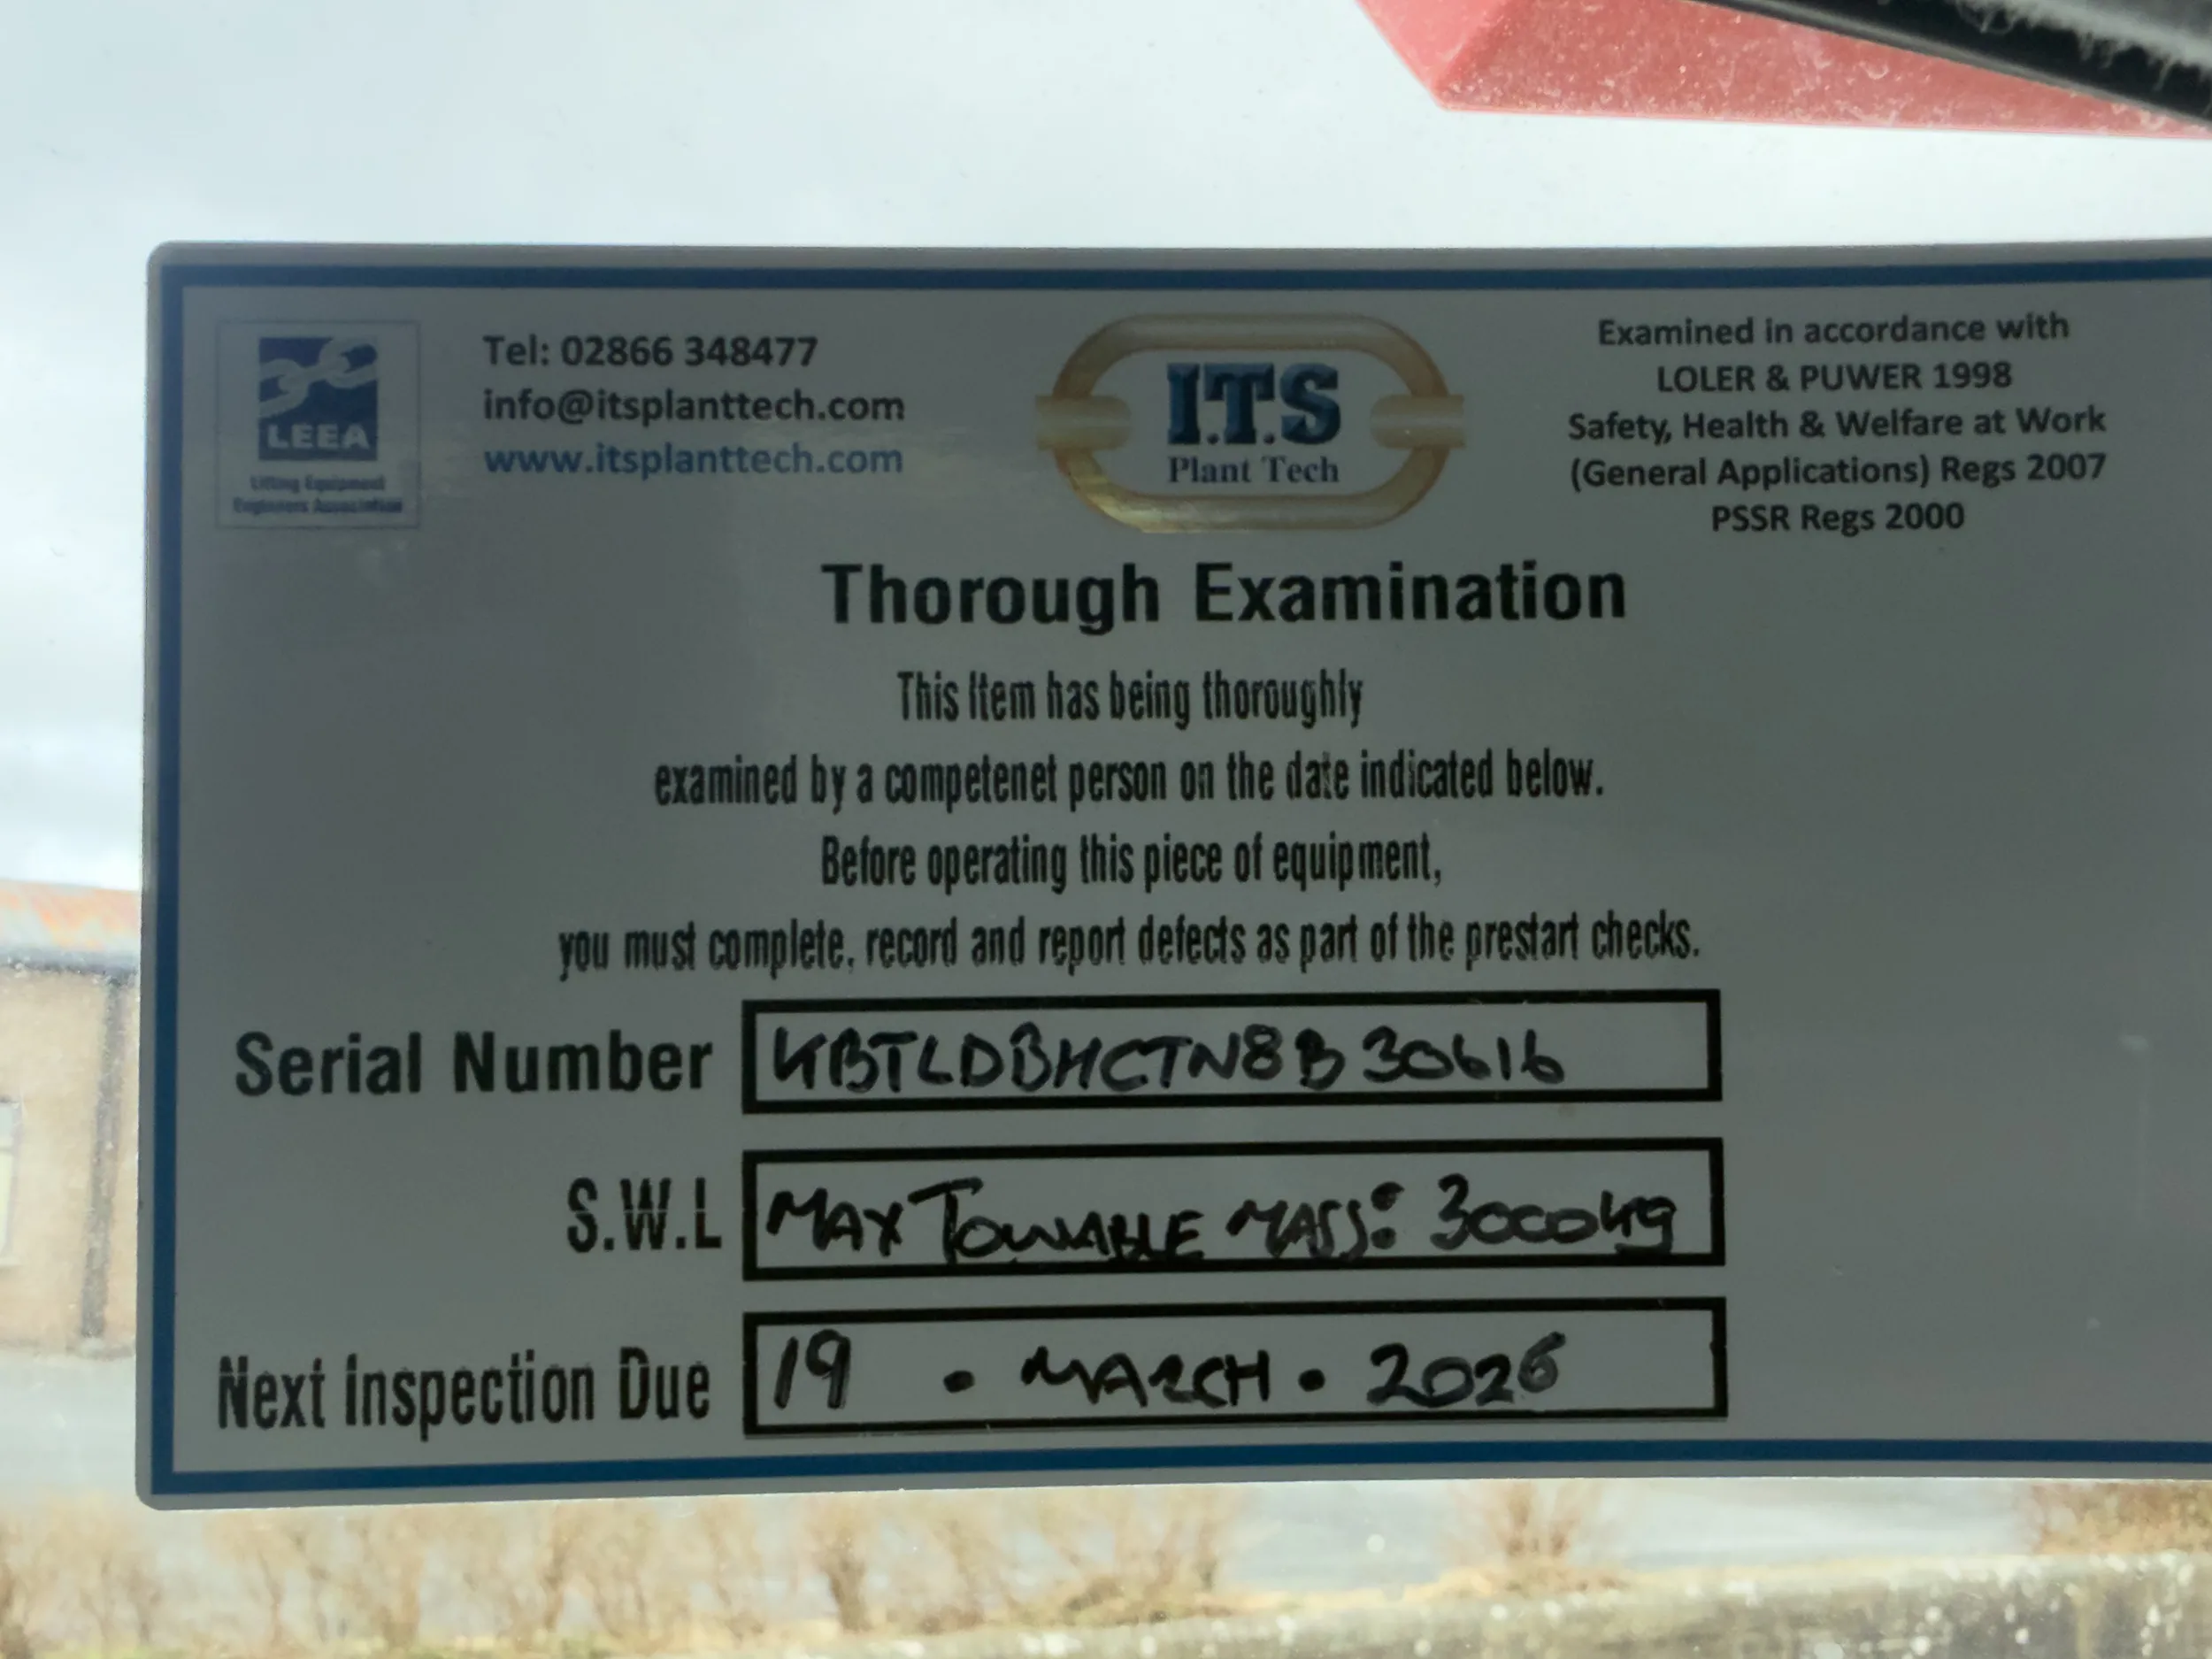 LEEA
Lifting Equipment
Engineers Association
Tel: 02866 348477
info@itsplanttech.com
www.itsplanttech.com
I.T.S
Plant Tech
Examined in accordance with
LOLER & PUWER 1998
Safety, Health & Welfare at Work
(General Applications) Regs 2007
PSSR Regs 2000
Thorough Examination
This Item has being thoroughly
examined by a competenet person on the date indicated below.
Before operating this piece of equipment,
you must complete, record and report defects as part of the prestart checks.
Serial Number KBTLDBHCTN8B30616
S.W.L MAX TOWABLE MASS: 3000kg
Next Inspection Due 19 . MARCH . 2026